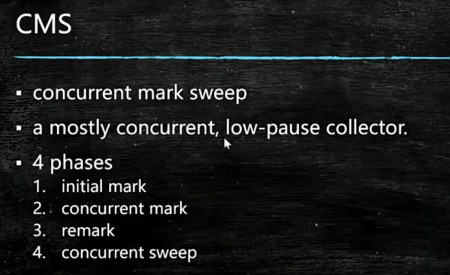 CMS
▪ concurrent mark sweep
▪ a mostly concurrent, low-pause collector.
▪ 4 phases
1. initial mark
2. concurrent mark
3. remark
4. concurrent sweep